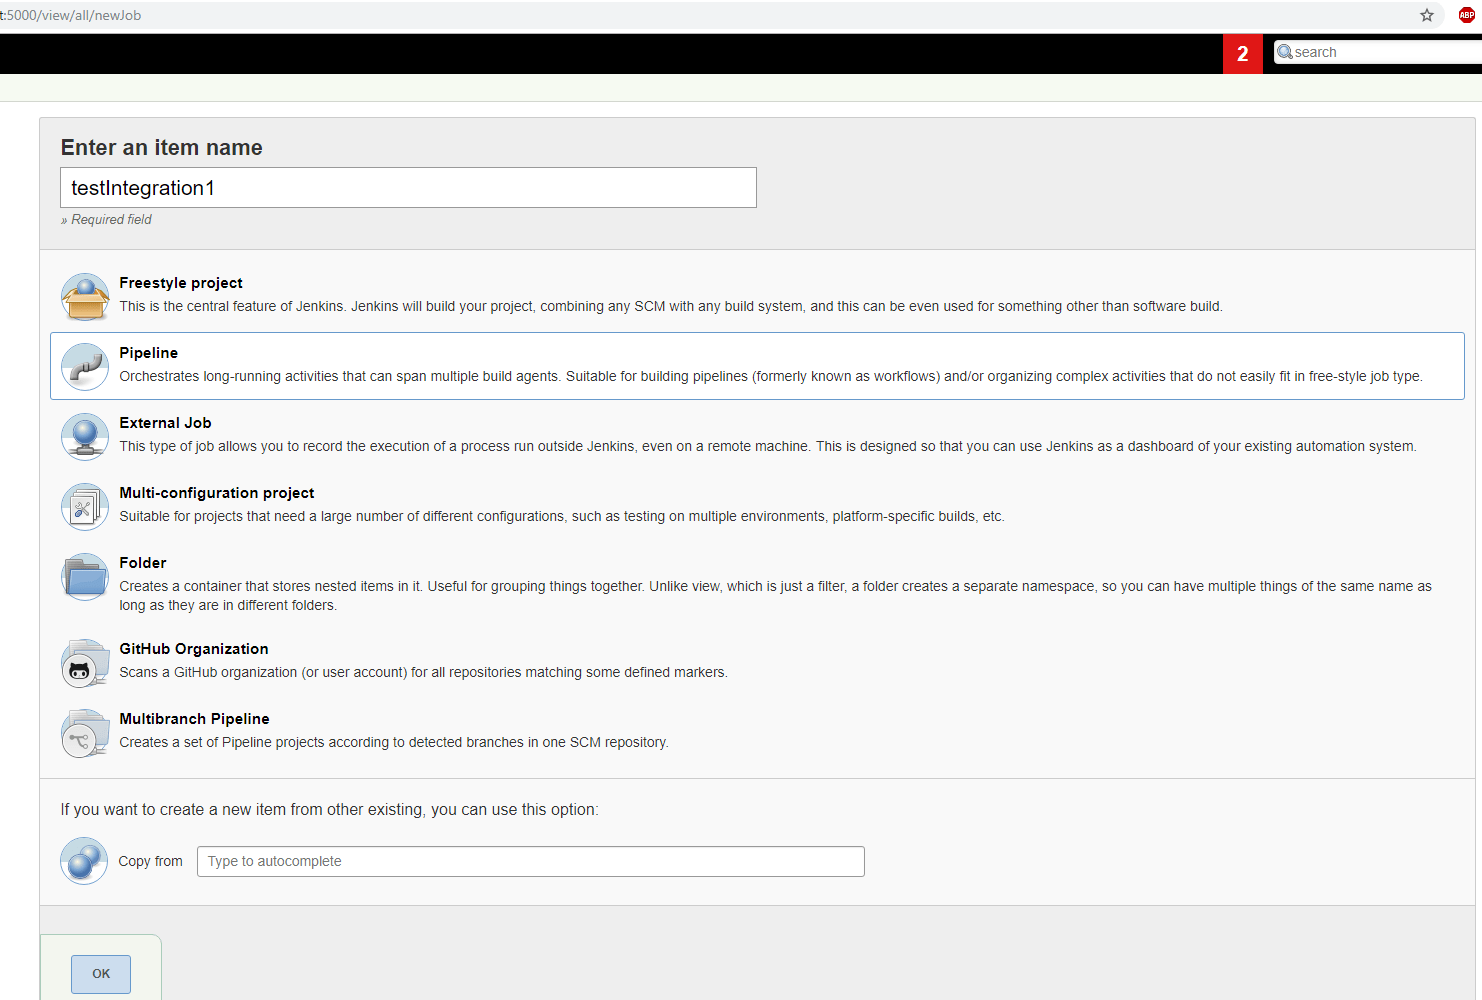 t:5000/view/all/newJob
ABP
2
search
Enter an item name
testIntegration1
» Required field
Freestyle project
This is the central feature of Jenkins. Jenkins will build your project, combining any SCM with any build system, and this can be even used for something other than software build.
Pipeline
Orchestrates long-running activities that can span multiple build agents. Suitable for building pipelines (formerly known as workflows) and/or organizing complex activities that do not easily fit in free-style job type.
External Job
This type of job allows you to record the execution of a process run outside Jenkins, even on a remote machine. This is designed so that you can use Jenkins as a dashboard of your existing automation system.
Multi-configuration project
Suitable for projects that need a large number of different configurations, such as testing on multiple environments, platform-specific builds, etc.
Folder
Creates a container that stores nested items in it. Useful for grouping things together. Unlike view, which is just a filter, a folder creates a separate namespace, so you can have multiple things of the same name as
long as they are in different folders.
GitHub Organization
Scans a GitHub organization (or user account) for all repositories matching some defined markers.
Multibranch Pipeline
Creates a set of Pipeline projects according to detected branches in one SCM repository.
If you want to create a new item from other existing, you can use this option:
Copy from
Type to autocomplete
OK